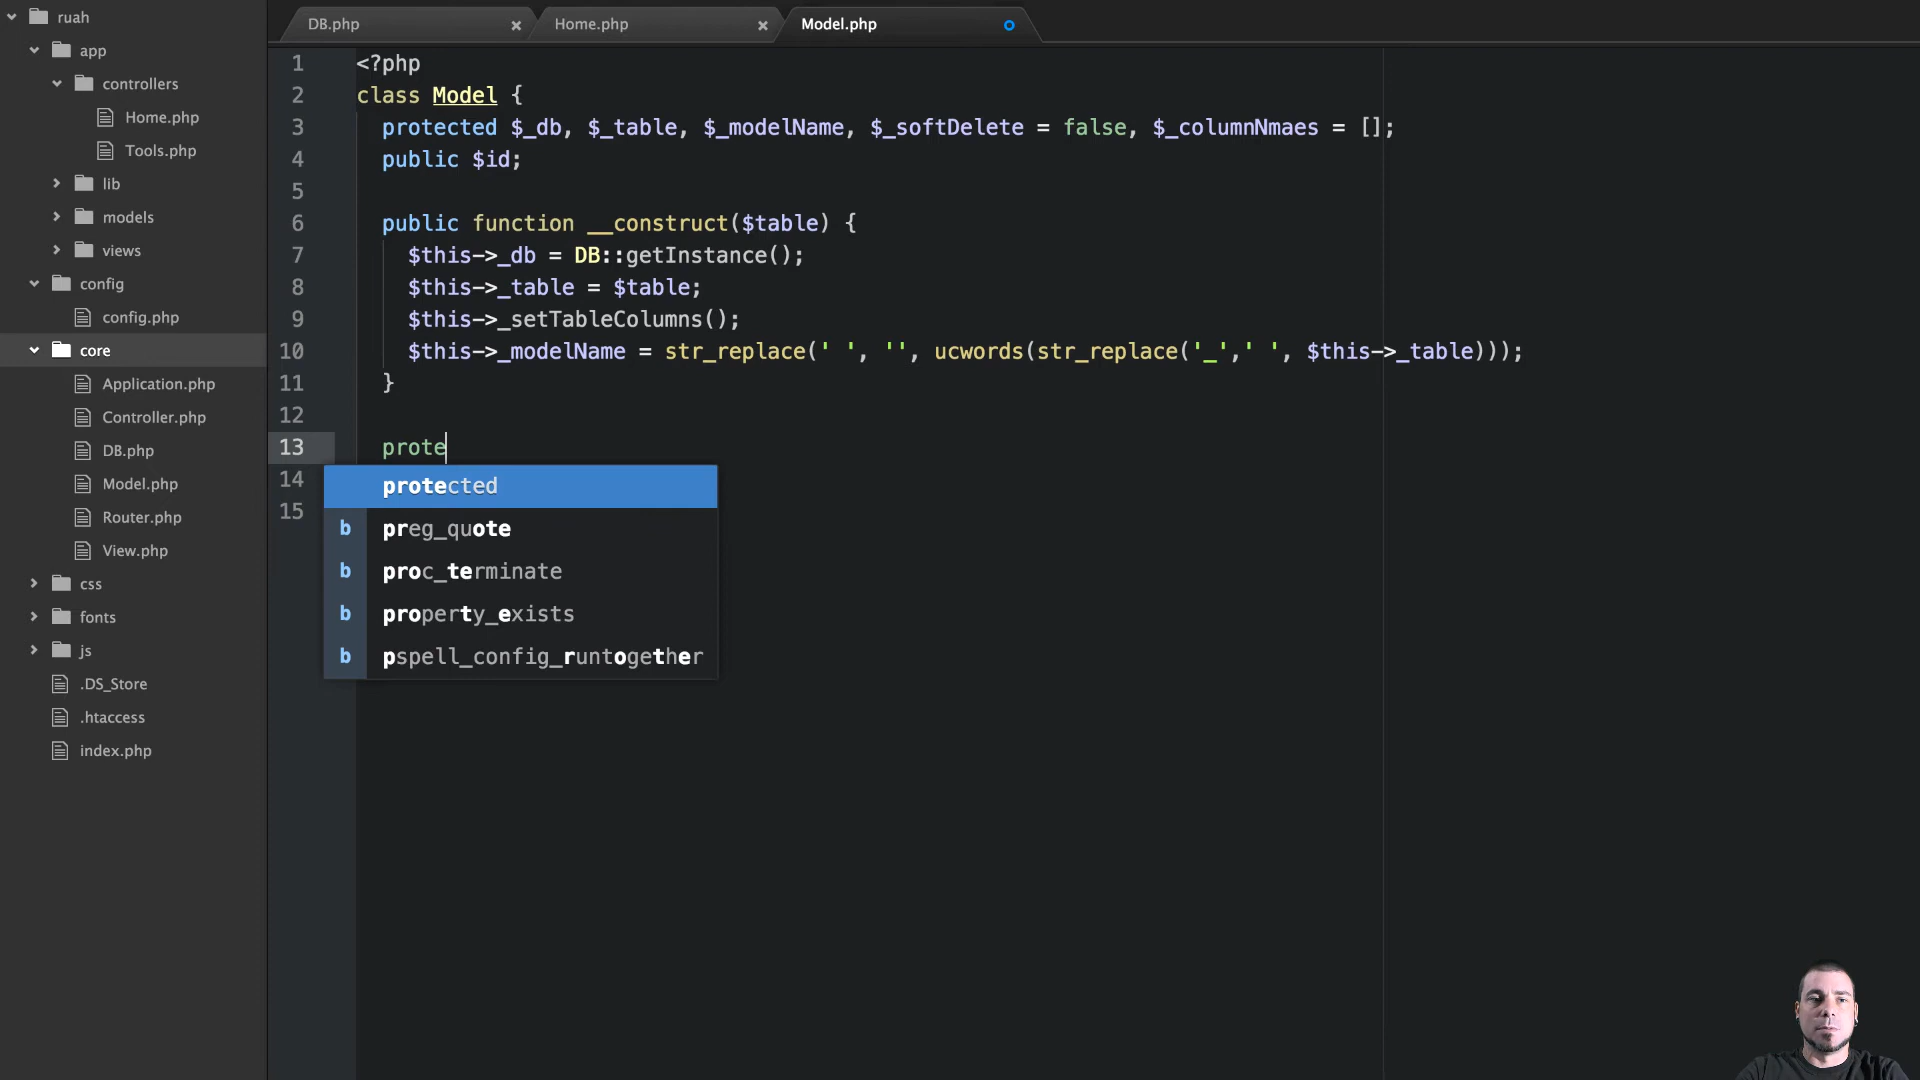 ruah
app
controllers
Home.php
Tools.php
lib
models
views
config
config.php
core
Application.php
Controller.php
DB.php
Model.php
Router.php
View.php
css
fonts
js
.DS_Store
.htaccess
index.php
DB.php
Home.php
Model.php
1 <?php
2 class Model {
3 protected $_db, $_table, $_modelName, $_softDelete = false, $_columnNmaes = [];
4 public $id;
5
6 public function __construct($table) {
7 $this->_db = DB::getInstance();
8 $this->_table = $table;
9 $this->_setTableColumns();
10 $this->_modelName = str_replace(' ', '', ucwords(str_replace('_',' ', $this->_table)));
11 }
12
13 prote
14
15
protected
b preg_quote
b proc_terminate
b property_exists
b pspell_config_runtogether